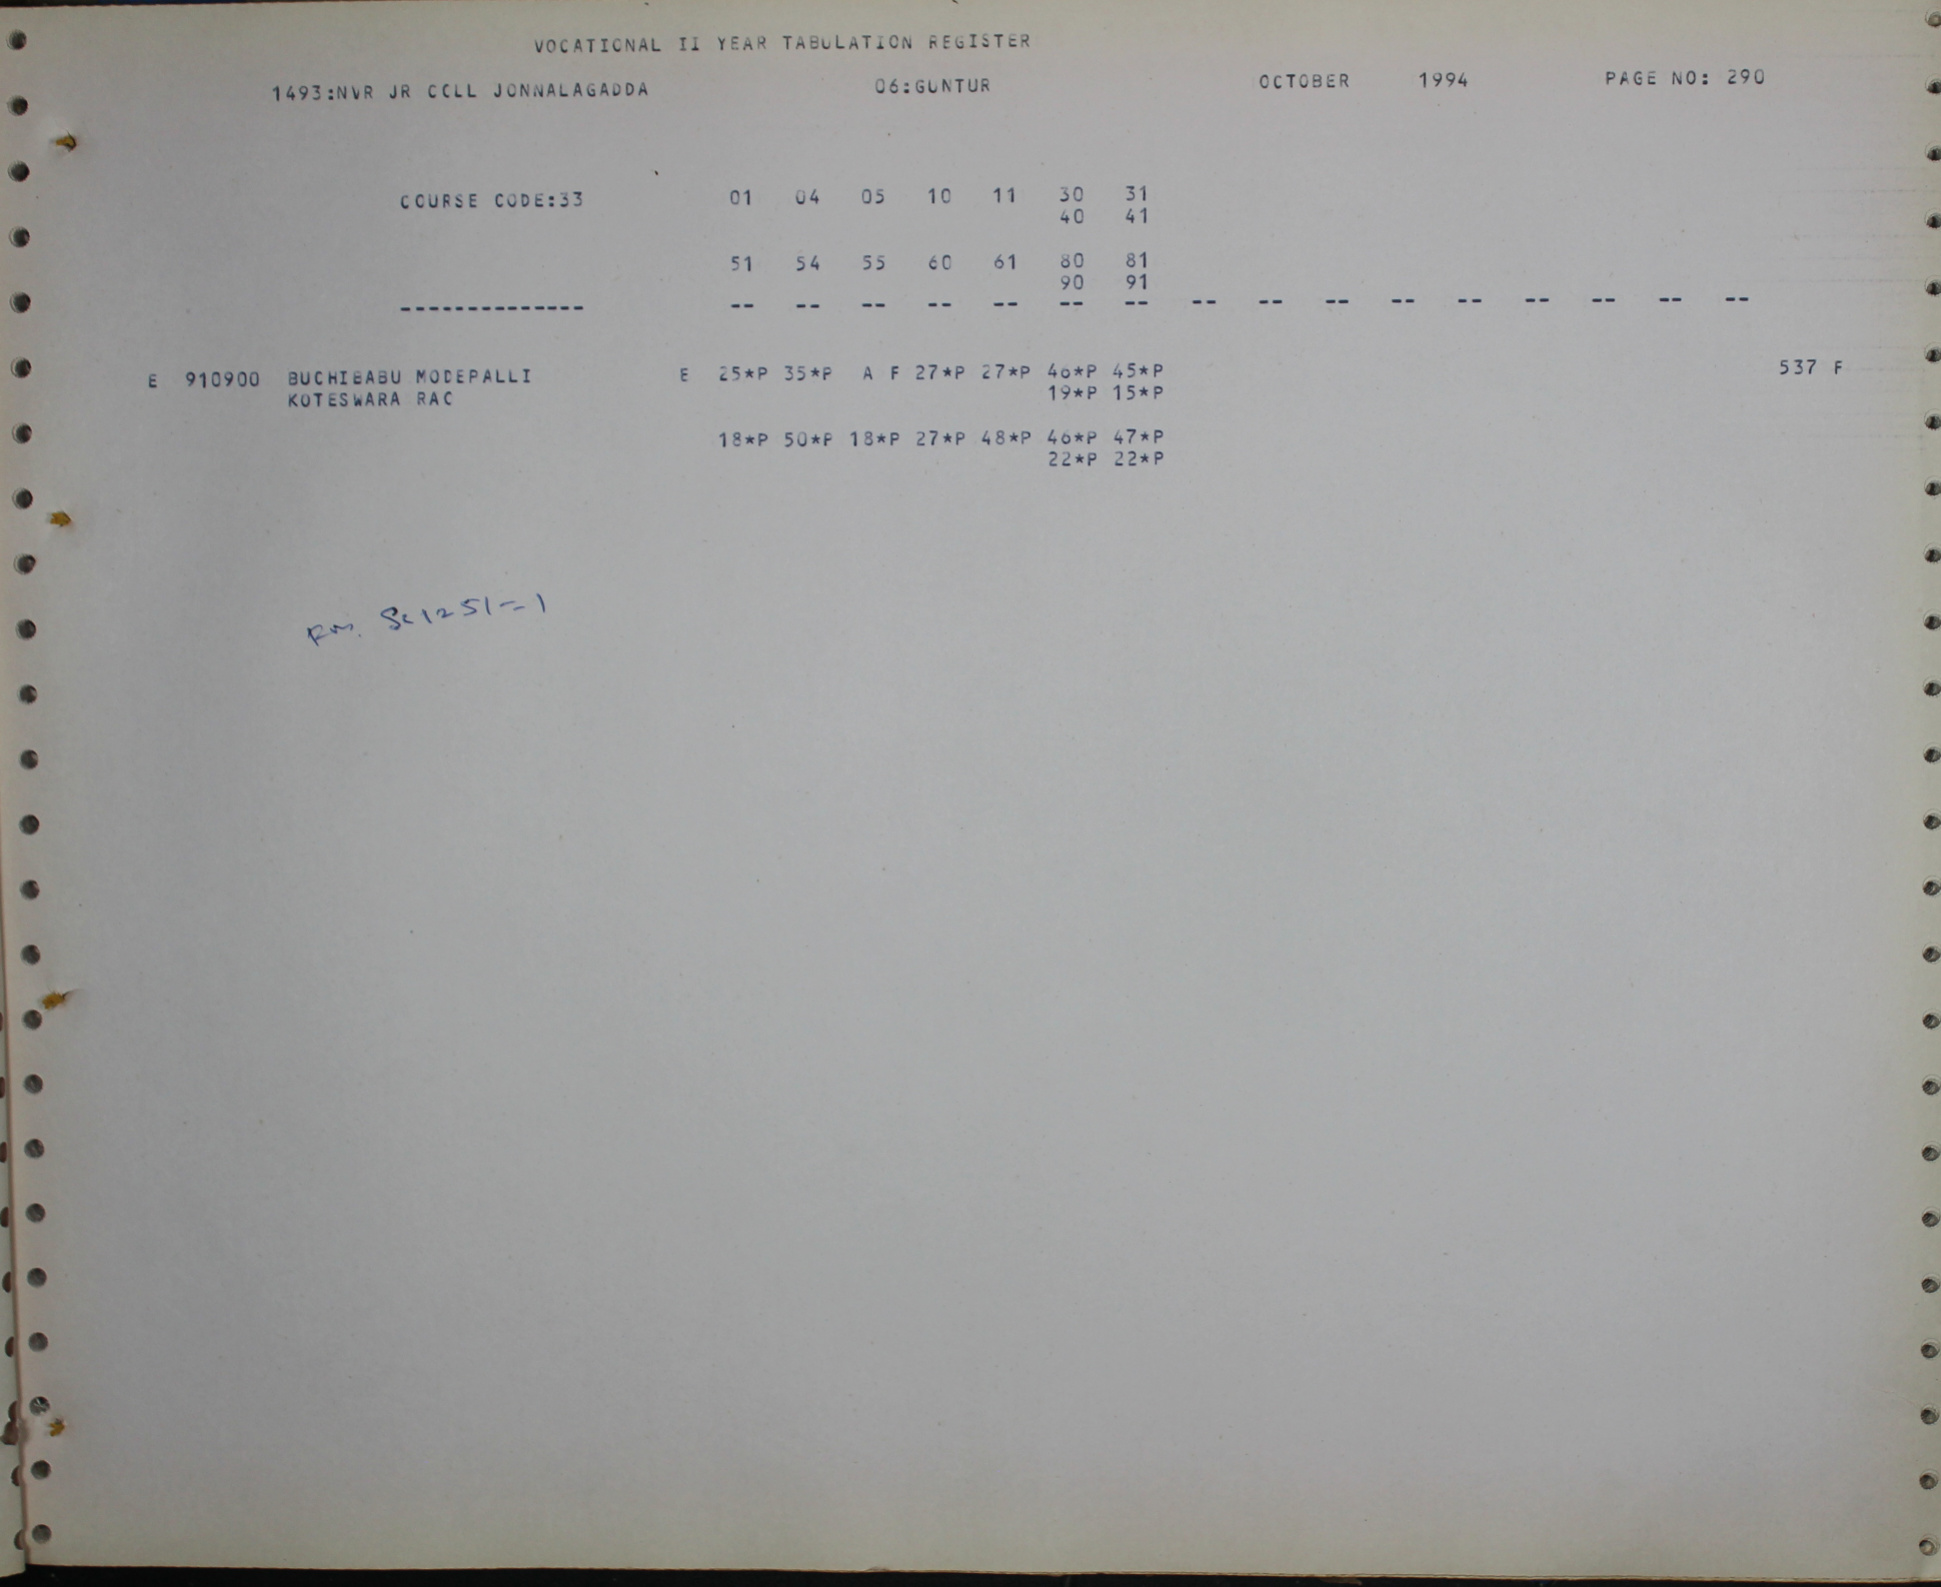 VOCATIONAL II YEAR TABULATION REGISTER
1493:NVR JR COLL JONNALAGADDA 06:GUNTUR OCTOBER 1994 PAGE NO: 290
COURSE CODE:33 01 04 05 10 11 30 31
40 41
51 54 55 60 61 80 81
90 91
-------------- -- -- -- -- -- -- -- -- -- -- -- -- -- -- -- --
E 910900 BUCHIBABU MODEPALLI E 25*P 35*P A F 27*P 27*P 46*P 45*P 537 F
KOTESWARA RAO 19*P 15*P
18*P 50*P 18*P 27*P 48*P 46*P 47*P
22*P 22*P
1251=1